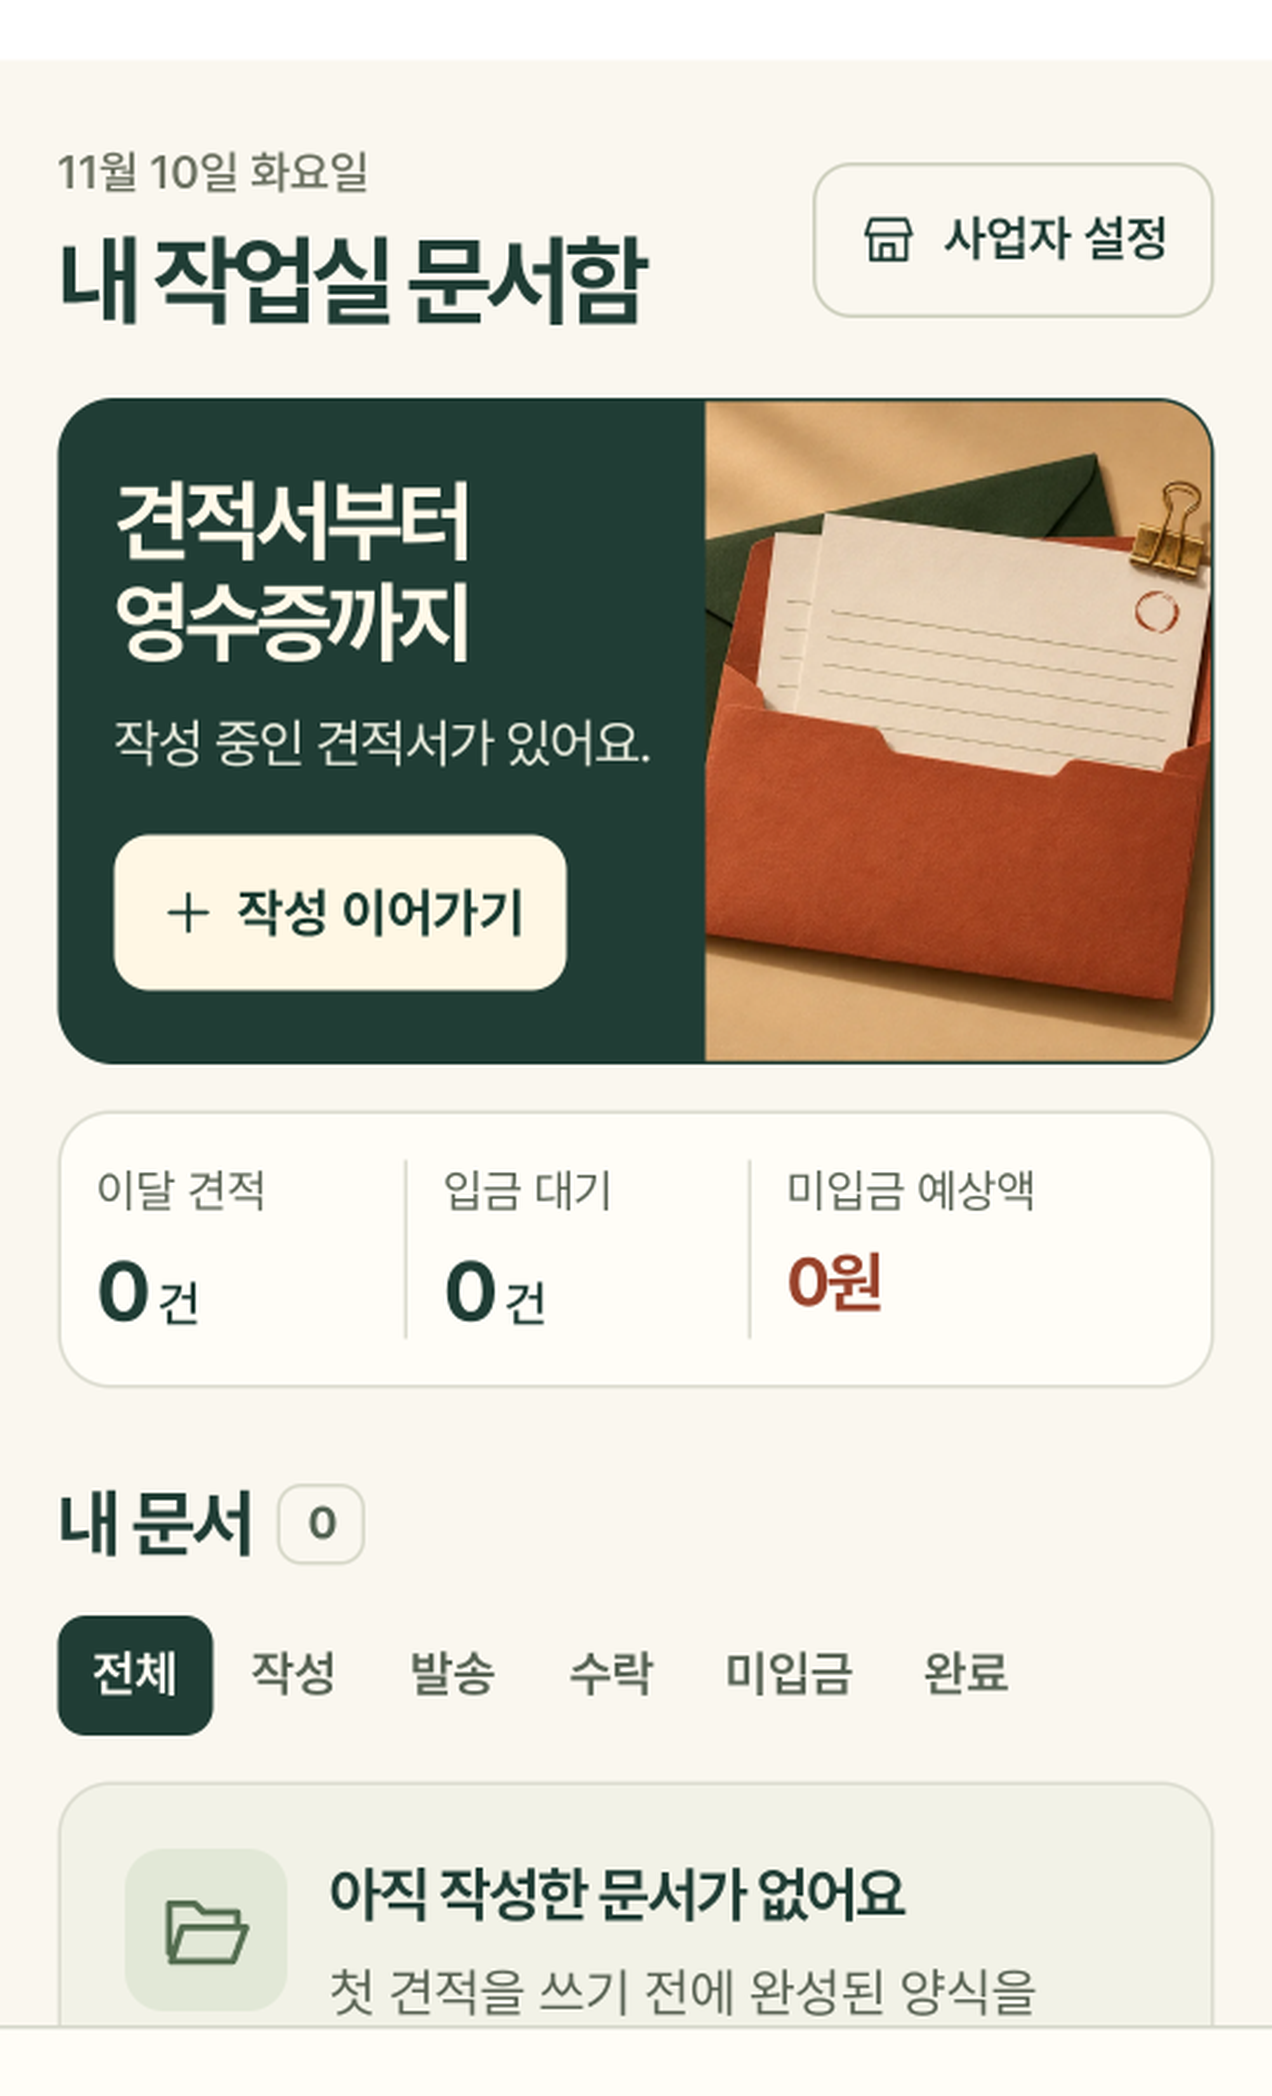 11월 10일 화요일
내 작업실 문서함
사업자 설정
견적서부터
영수증까지
작성 중인 견적서가 있어요.
작성 이어가기
이달 견적
0건
입금 대기
0건
미입금 예상액
0원
내 문서 0
전체 작성 발송 수락 미입금 완료
아직 작성한 문서가 없어요
첫 견적을 쓰기 전에 완성된 양식을